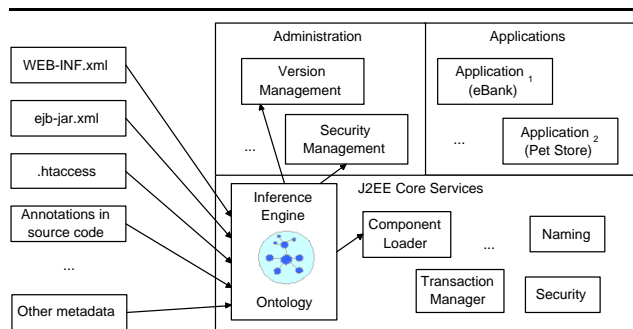 WEB-INF.xml
ejb-jar.xml
.htaccess
Annotations in
source code
...
Other metadata
Administration
Version
Management
...
Security
Management
Applications
Application 1
(eBank)
...
Application 2
(Pet Store)
J2EE Core Services
Inference
Engine
Ontology
Component
Loader
...
Naming
Transaction
Manager
Security